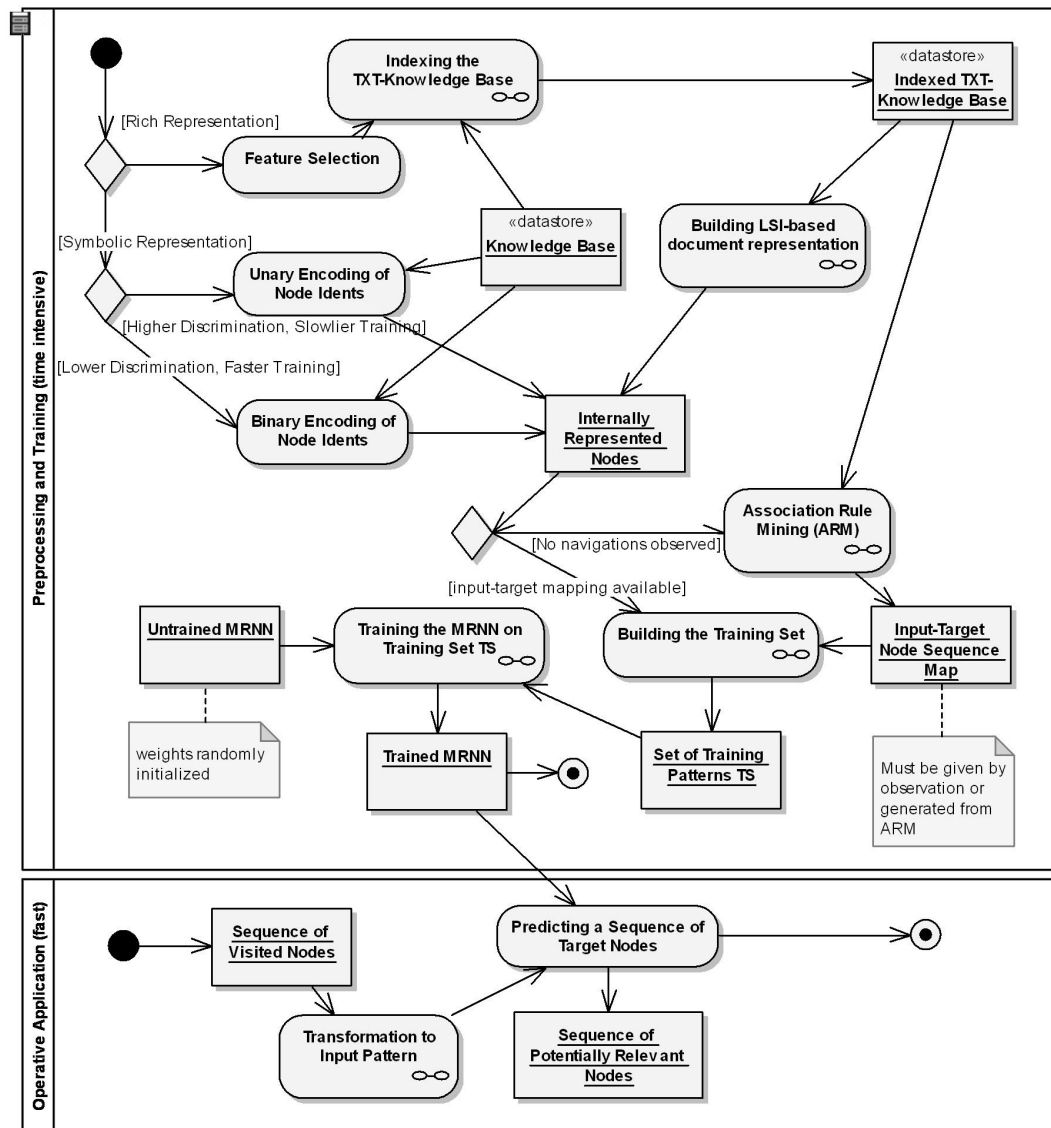 Preprocessing and Training (time intensive)
Indexing the
TXT-Knowledge Base
«datastore»
Indexed TXT-
Knowledge Base
[Rich Representation]
Feature Selection
«datastore»
Knowledge Base
Building LSI-based
document representation
[Symbolic Representation]
Unary Encoding of
Node Idents
[Higher Discrimination, Slowlier Training]
[Lower Discrimination, Faster Training]
Binary Encoding of
Node Idents
Internally
Represented
Nodes
Association Rule
Mining (ARM)
[No navigations observed]
[input-target mapping available]
Untrained MRNN
Training the MRNN on
Training Set TS
Building the Training Set
Input-Target
Node Sequence
Map
weights randomly
initialized
Trained MRNN
Set of Training
Patterns TS
Must be given by
observation or
generated from
ARM
Operative Application (fast)
Sequence of
Visited Nodes
Predicting a Sequence of
Target Nodes
Transformation to
Input Pattern
Sequence of
Potentially Relevant
Nodes